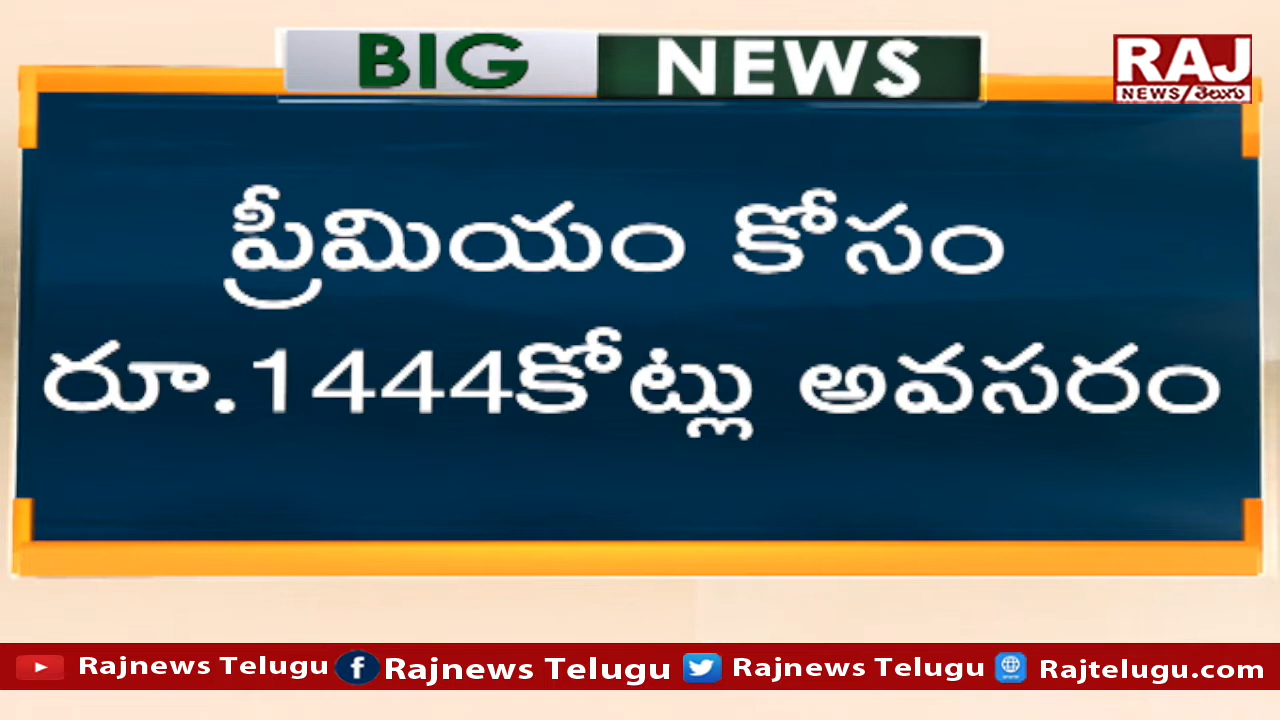 BIG NEWS
RAJ
NEWS తెలుగు
ప్రీమియం కోసం
రూ.1444కోట్లు అవసరం
Rajnews Telugu Rajnews Telugu Rajnews Telugu Rajtelugu.com